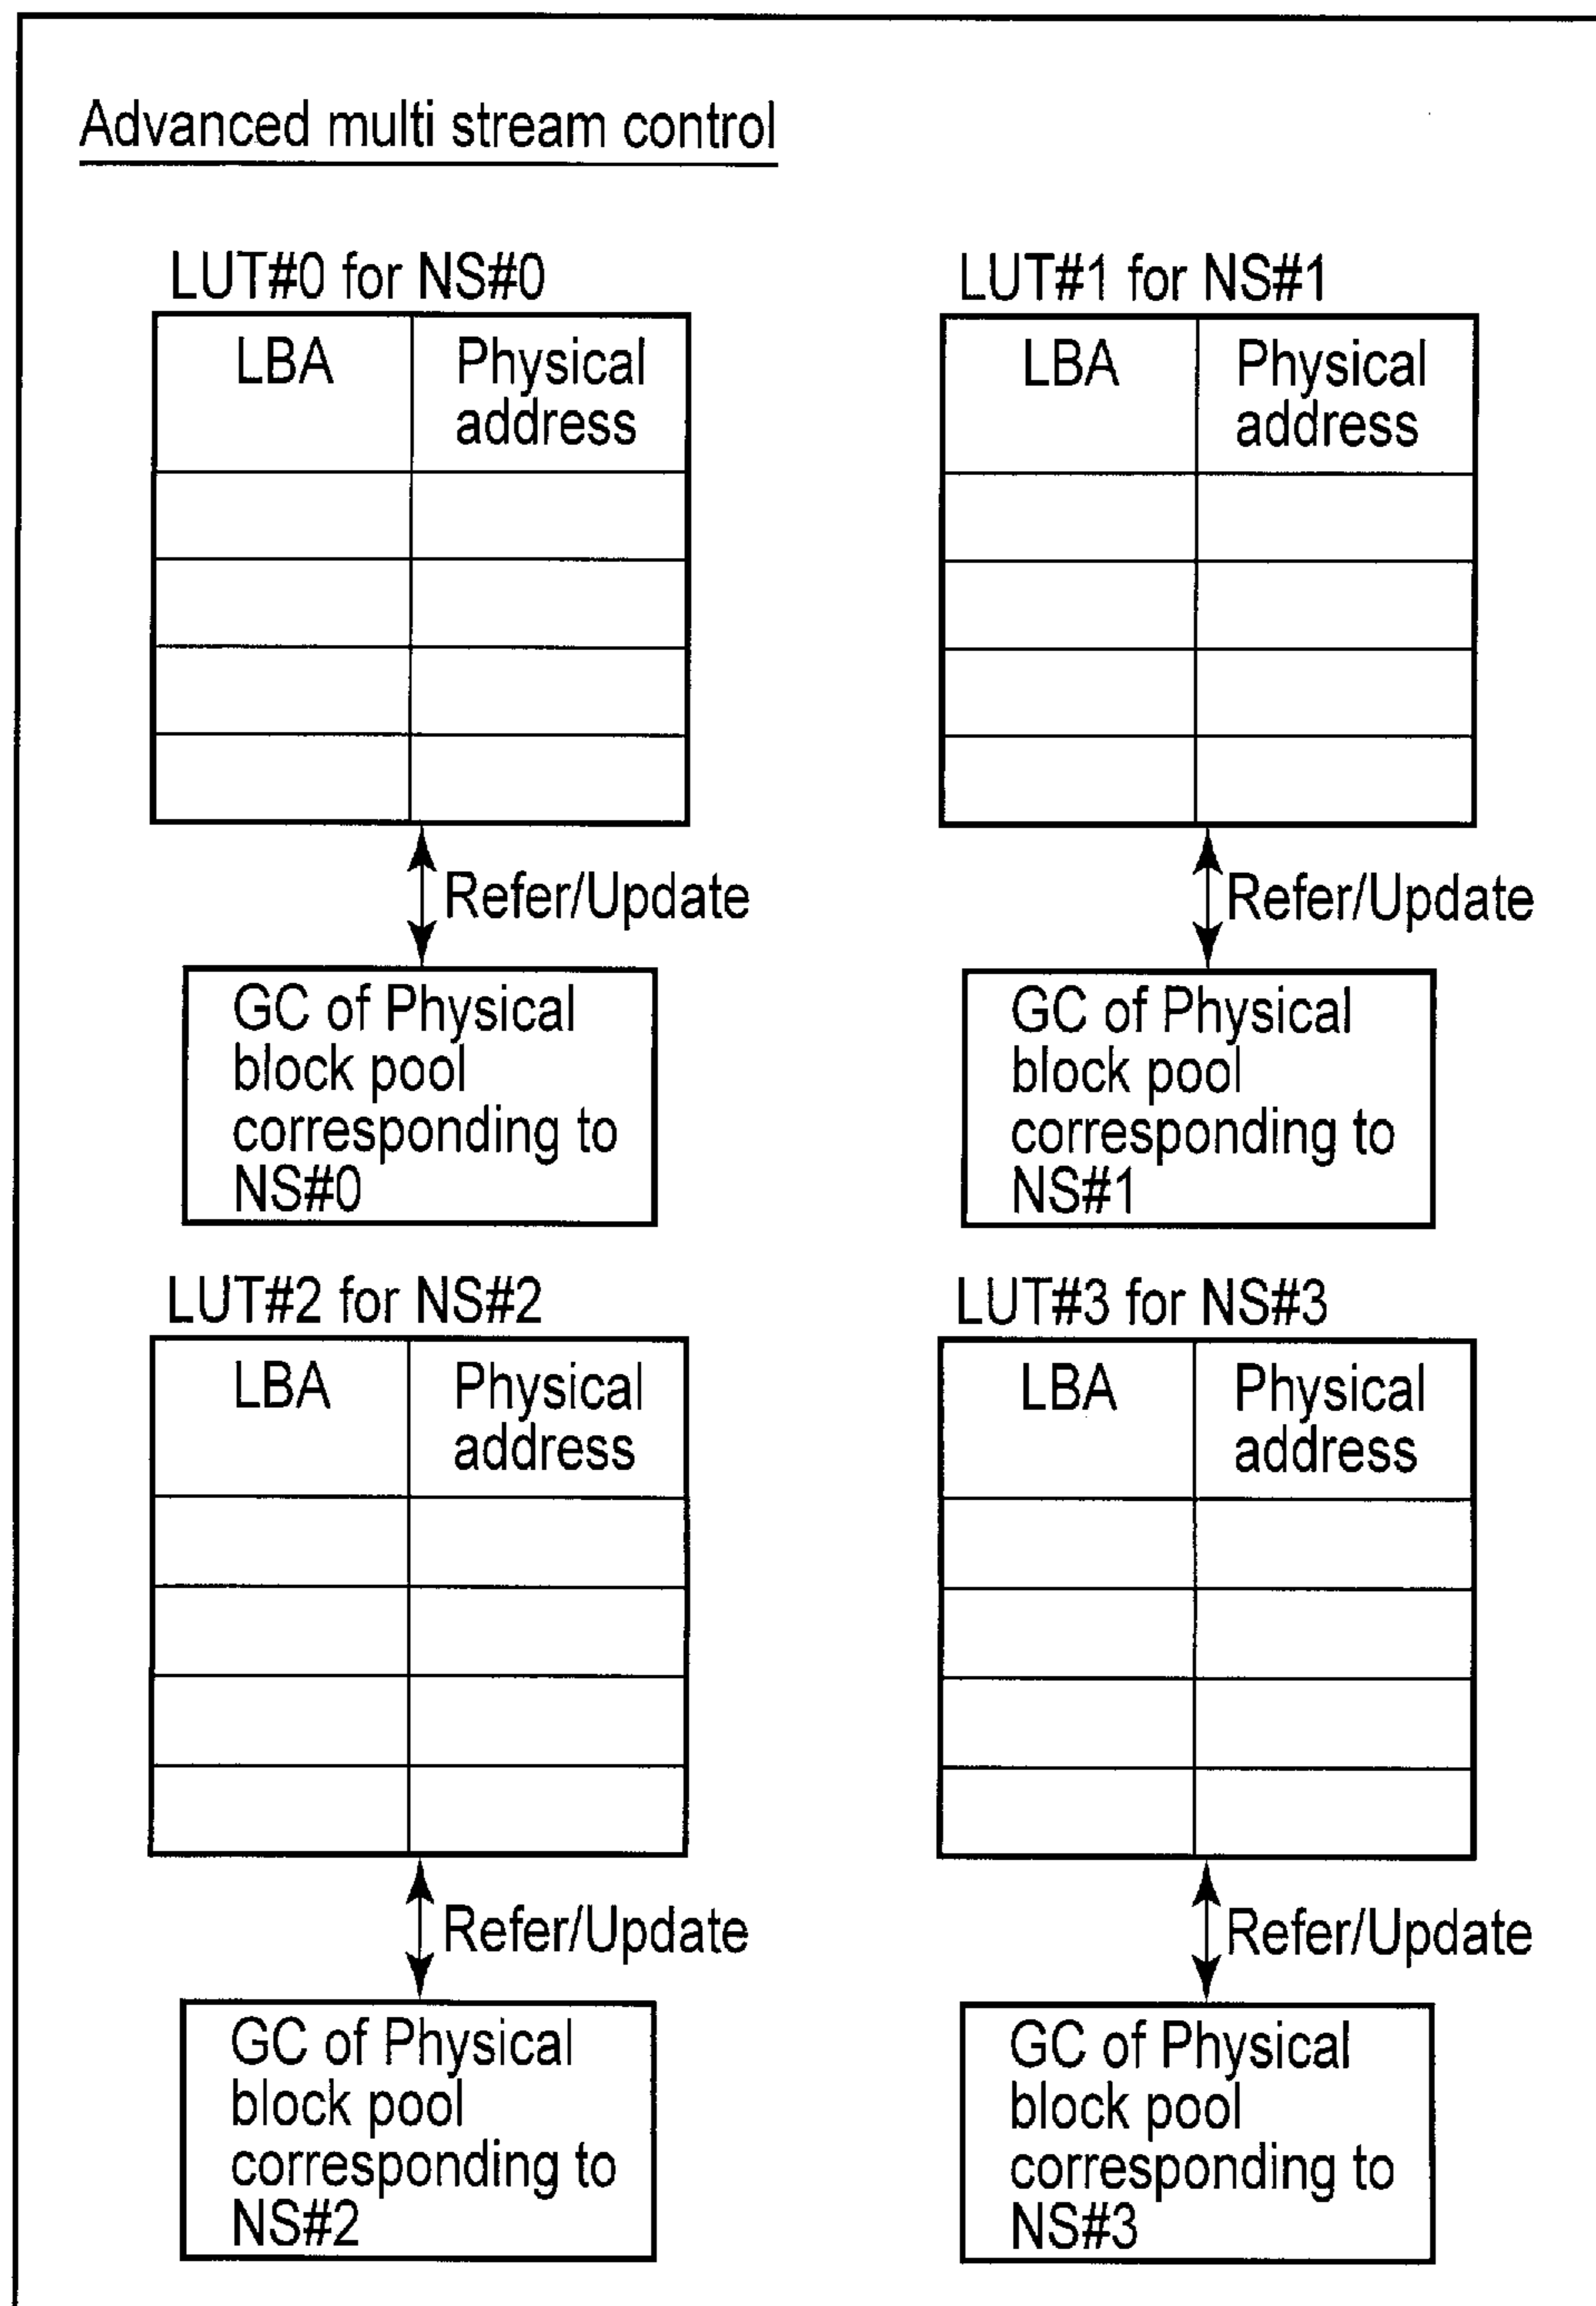 Advanced multi stream control
LUT#0 for NS#0
LBA
Physical
address
Refer/Update
GC of Physical
block pool
corresponding to
NS#0
LUT#1 for NS#1
LBA
Physical
address
Refer/Update
GC of Physical
block pool
corresponding to
NS#1
LUT#2 for NS#2
LBA
Physical
address
Refer/Update
GC of Physical
block pool
corresponding to
NS#2
LUT#3 for NS#3
LBA
Physical
address
Refer/Update
GC of Physical
block pool
corresponding to
NS#3